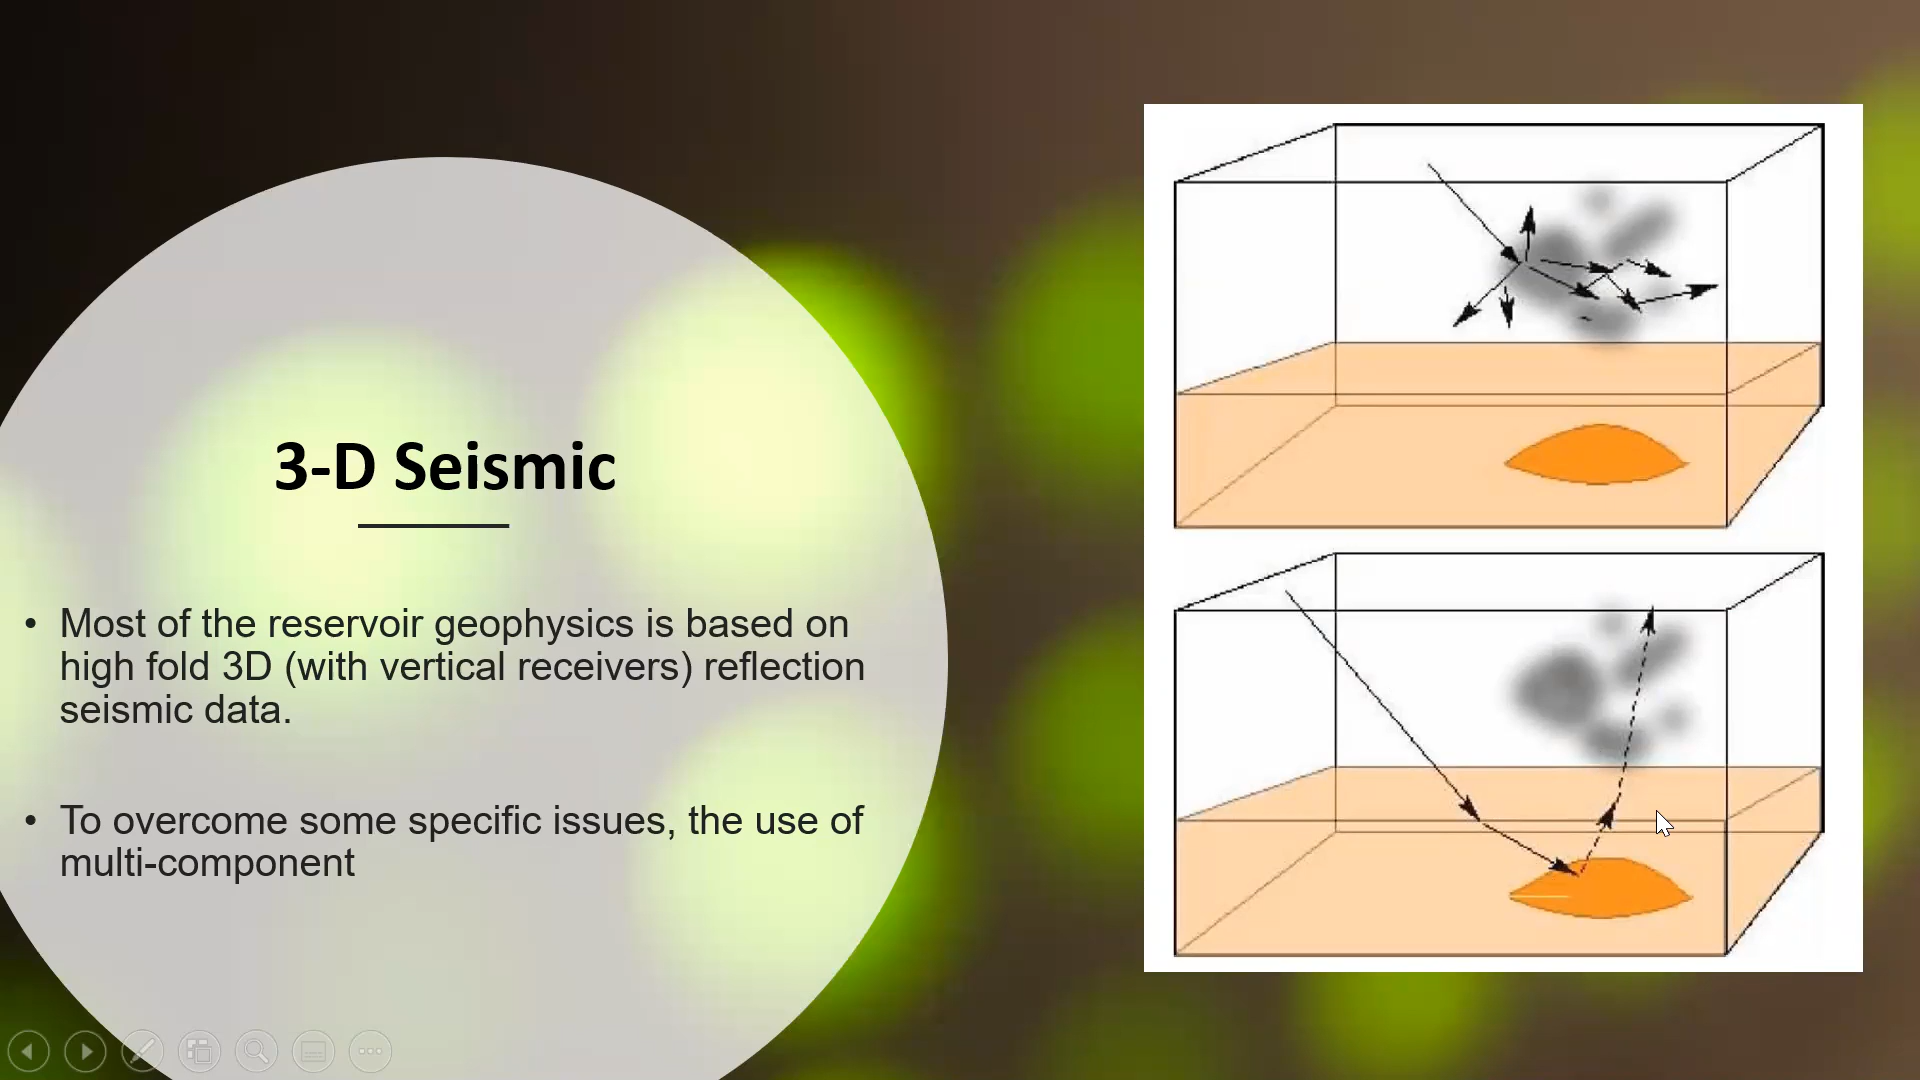 3-D Seismic
• Most of the reservoir geophysics is based on
high fold 3D (with vertical receivers) reflection
seismic data.
• To overcome some specific issues, the use of
multi-component